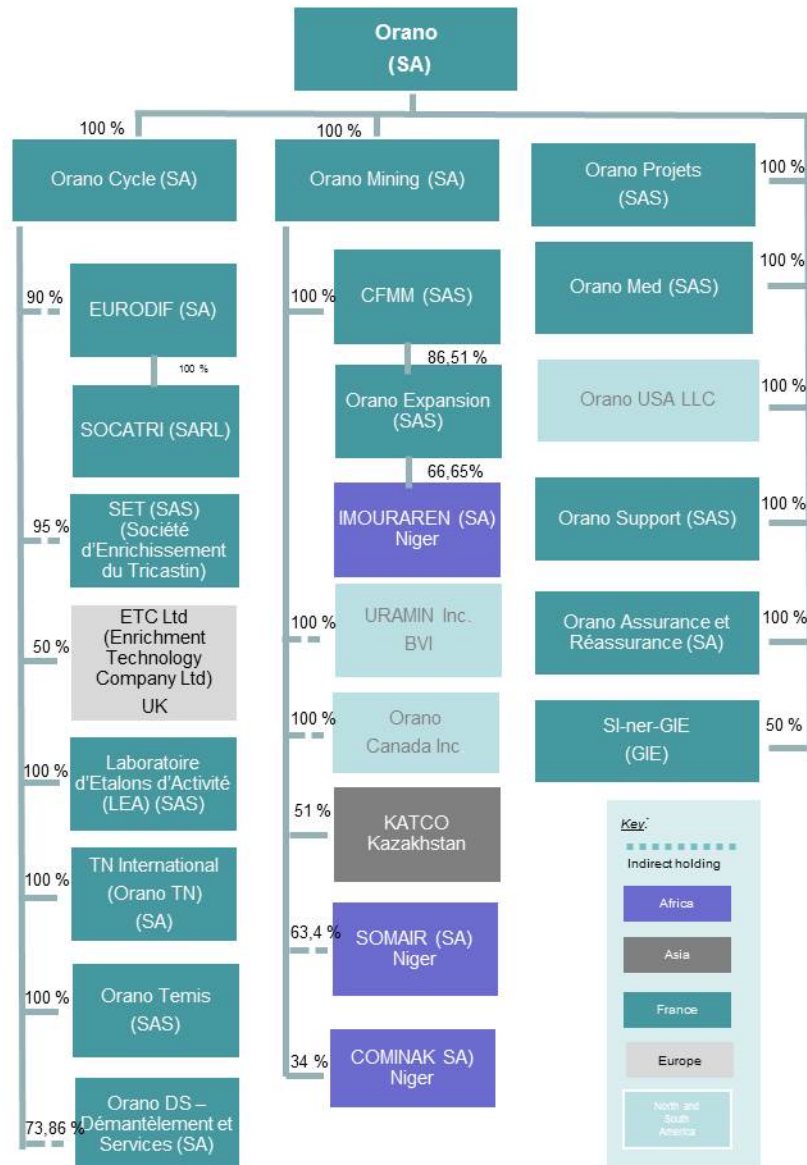 Orano
(SA)
100 %
100 %
Orano Cycle (SA)
Orano Mining (SA)
Orano Projets
(SAS)
100 %
90 %
EURODIF (SA)
100 %
CFMM (SAS)
Orano Med (SAS)
100 %
100 %
86,51 %
SOCATRI (SARL)
Orano Expansion
(SAS)
Orano USA LLC
100 %
66,65%
95 %
SET (SAS)
(Société
d'Enrichissement
du Tricastin)
IMOURAREN (SA)
Niger
Orano Support (SAS)
100 %
50 %
ETC Ltd
(Enrichment
Technology
Company Ltd)
UK
100 %
URAMIN Inc.
BVI
Orano Assurance et
Réassurance (SA)
100 %
100 %
Laboratoire
d'Etalons d'Activité
(LEA) (SAS)
100 %
Orano
Canada Inc
SI-ner-GIE
(GIE)
50 %
100 %
TN International
(Orano TN)
(SA)
51 %
KATCO
Kazakhstan
100 %
Orano Temis
(SAS)
63,4 %
SOMAIR (SA)
Niger
73,86 %
Orano DS –
Démantèlement et
Services (SA)
34 %
COMINAK SA)
Niger
Key:
Indirect holding
Africa
Asia
France
Europe
North and
South
America